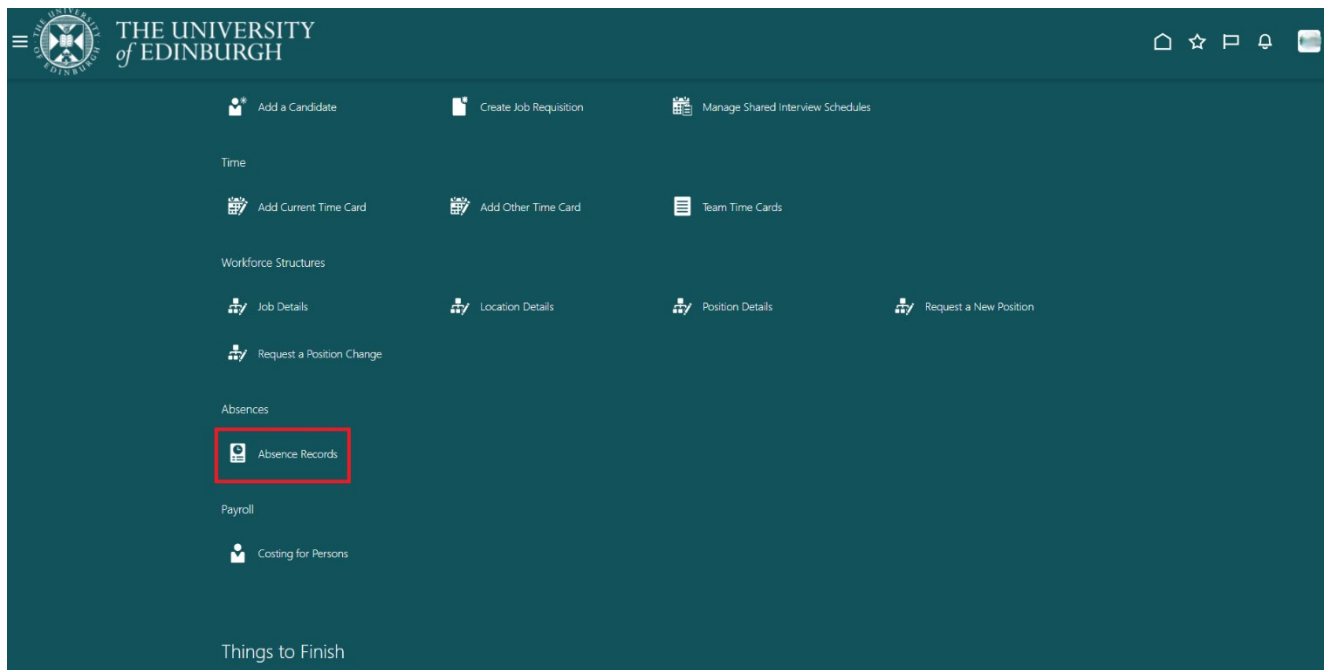 THE UNIVERSITY
of EDINBURGH
Add a Candidate
Create Job Requisition
Manage Shared Interview Schedules
Time
Add Current Time Card
Add Other Time Card
Team Time Cards
Workforce Structures
Job Details
Location Details
Position Details
Request a New Position
Request a Position Change
Absences
Absence Records
Payroll
Costing for Persons
Things to Finish